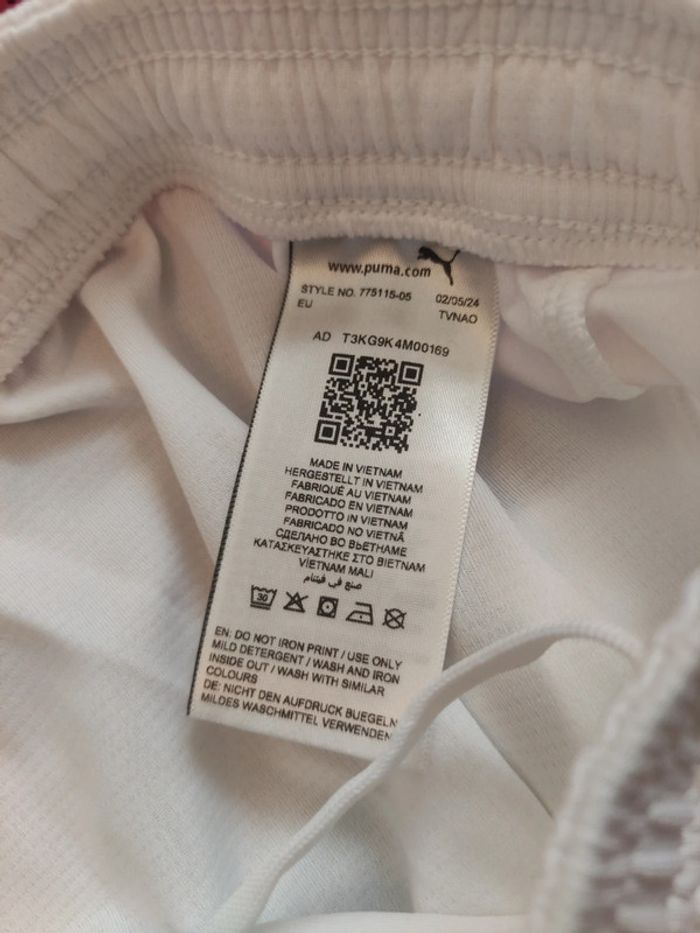 www.puma.com
STYLE NO. 775115-05 02/05/24
EU TVNAO
AD T3KG9K4M00169
MADE IN VIETNAM
HERGESTELLT IN VIETNAM
FABRIQUÉ AU VIETNAM
FABRICADO EN VIETNAM
PRODOTTO IN VIETNAM
FABRICADO NO VIETNÃ
СДЕЛАНО ВО ВЬЕТНАМЕ
ΚΑΤΑΣΚΕΥΑΣΤΗΚΕ ΣΤΟ ΒΙΕΤΝΑΜ
VİETNAM MALI
صنع في فيتنام
30
EN: DO NOT IRON PRINT / USE ONLY
MILD DETERGENT / WASH AND IRON
INSIDE OUT / WASH WITH SIMILAR
COLOURS
DE: NICHT DEN AUFDRUCK BUEGELN
MILDES WASCHMITTEL VERWENDEN